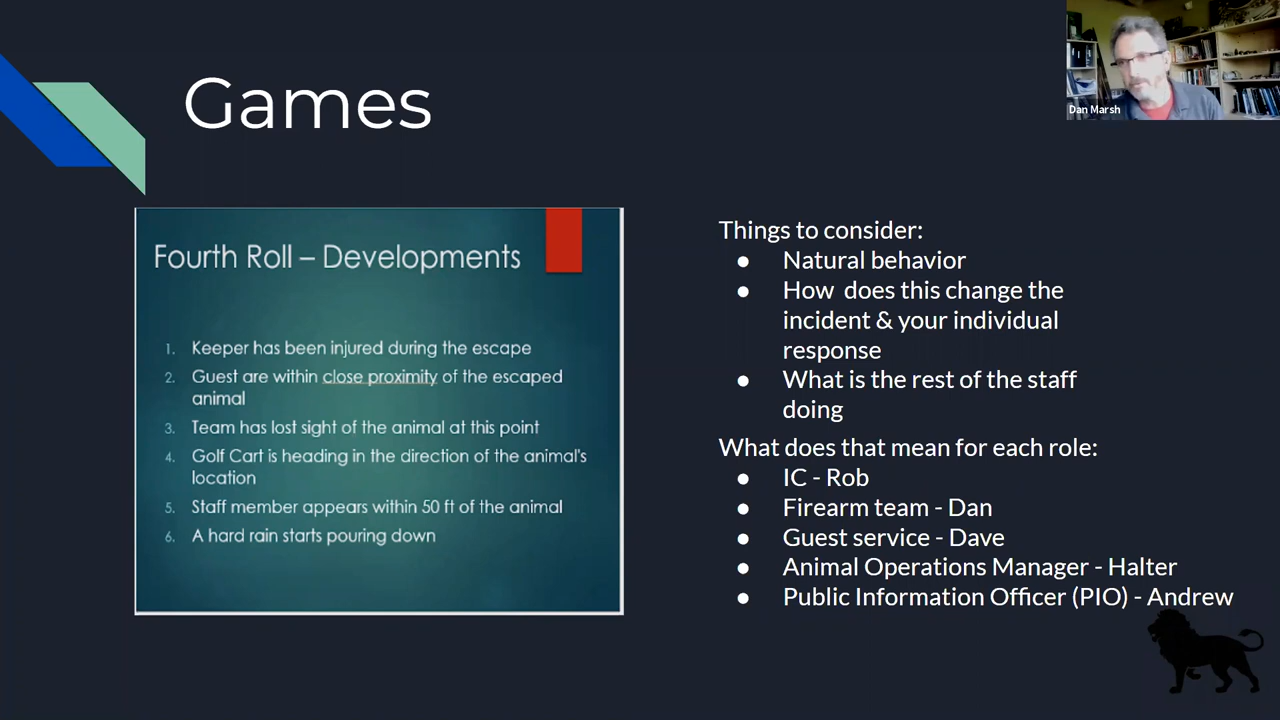 Games
Dan Marsh
Fourth Roll – Developments
1. Keeper has been injured during the escape
2. Guest are within close proximity of the escaped
animal
3. Team has lost sight of the animal at this point
4. Golf Cart is heading in the direction of the animal's
location
5. Staff member appears within 50 ft of the animal
6. A hard rain starts pouring down
Things to consider:
● Natural behavior
● How does this change the
incident & your individual
response
● What is the rest of the staff
doing
What does that mean for each role:
● IC - Rob
● Firearm team - Dan
● Guest service - Dave
● Animal Operations Manager - Halter
● Public Information Officer (PIO) - Andrew